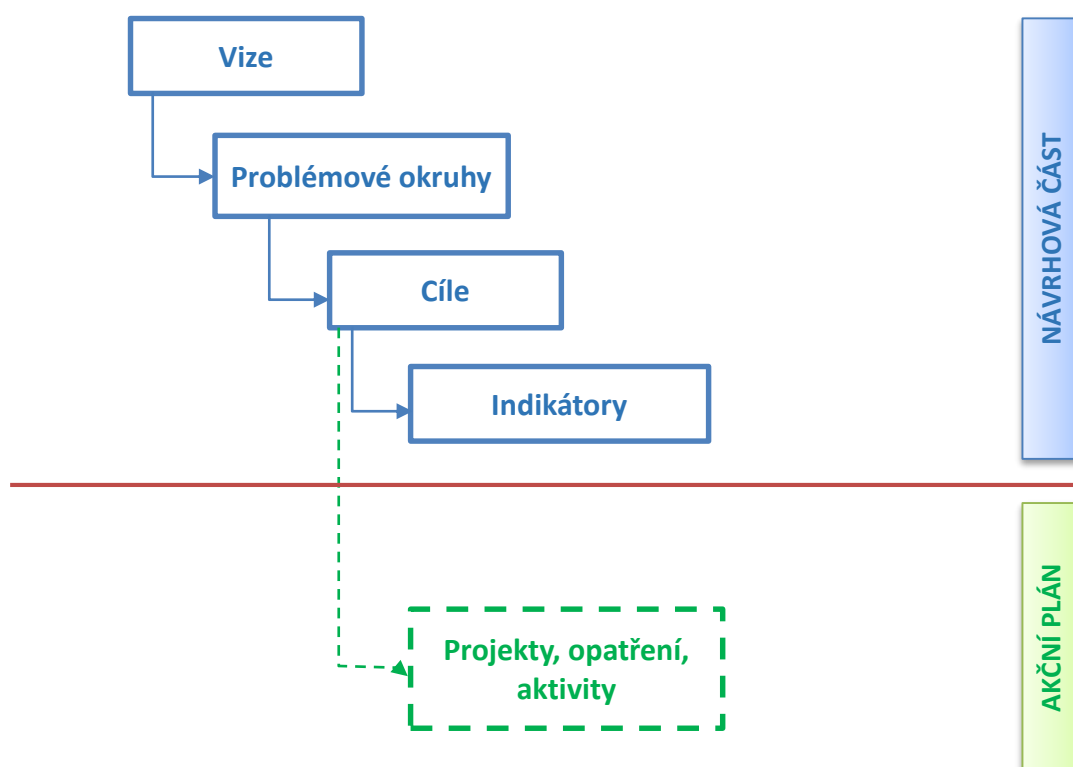 Vize
Problémové okruhy
Cíle
Indikátory
NÁVRHOVÁ ČÁST
Projekty, opatření,
aktivity
AKČNÍ PLÁN